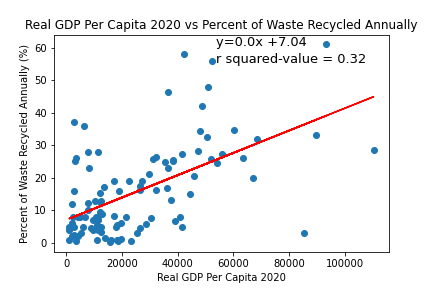 Real GDP Per Capita 2020 vs Percent of Waste Recycled Annually
y=0.0x +7.04
r squared-value = 0.32
Percent of Waste Recycled Annually (%)
60
50
40
30
20
10
0
0 20000 40000 60000 80000 100000
Real GDP Per Capita 2020